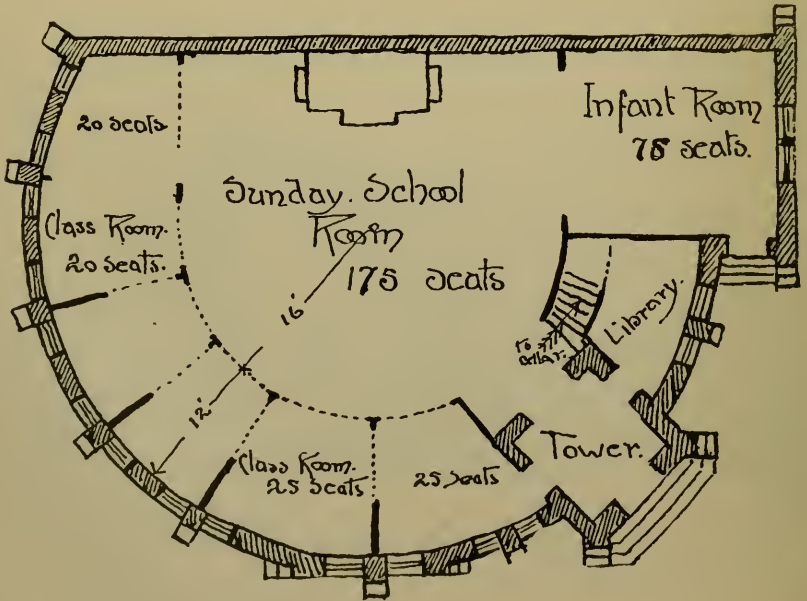 20 seats
Infant Room
75 seats.
Sunday. School
Room
175 seats
Class Room.
20 seats.
16'
12'
Library.
To
cellar.
Tower.
Class Room.
25 seats
25 seats